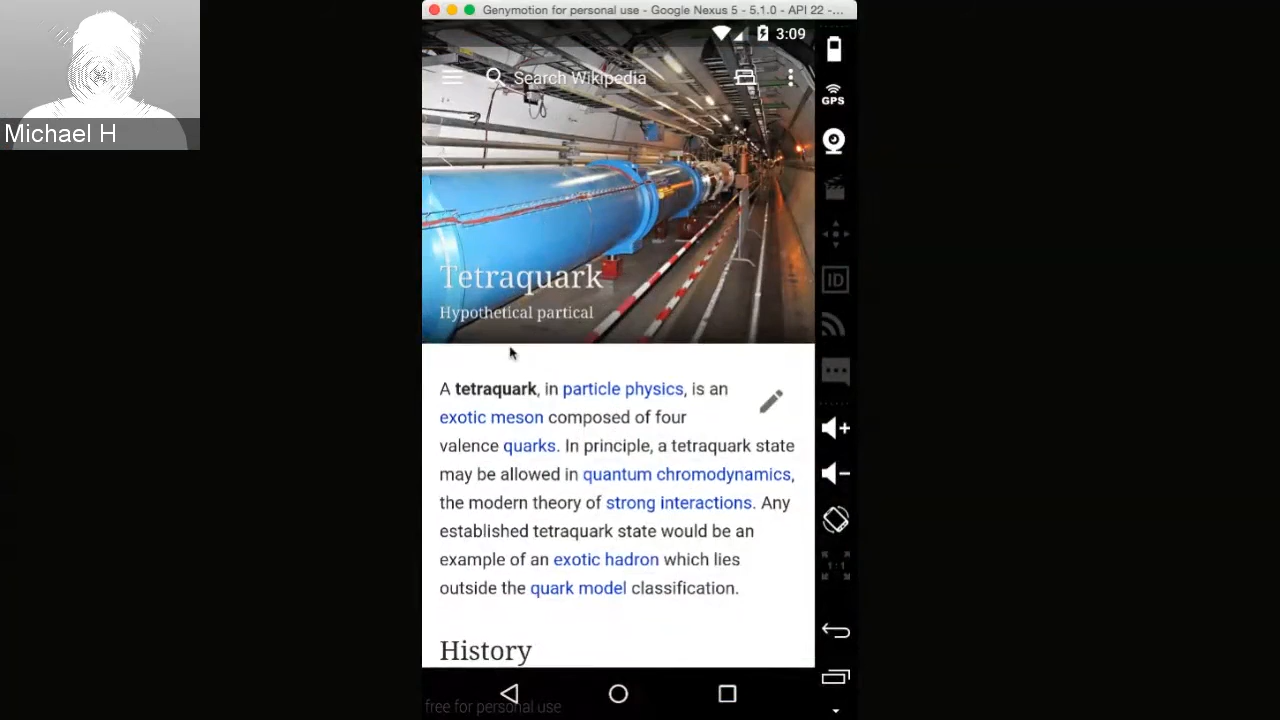 Genymotion for personal use - Google Nexus 5 - 5.1.0 - API 22 -...
3:09
Michael H
Search Wikipedia
GPS
ID
Tetraquark
Hypothetical partical
A tetraquark, in particle physics, is an
exotic meson composed of four
valence quarks. In principle, a tetraquark state
may be allowed in quantum chromodynamics,
the modern theory of strong interactions. Any
established tetraquark state would be an
example of an exotic hadron which lies
outside the quark model classification.
1:1
History
free for personal use